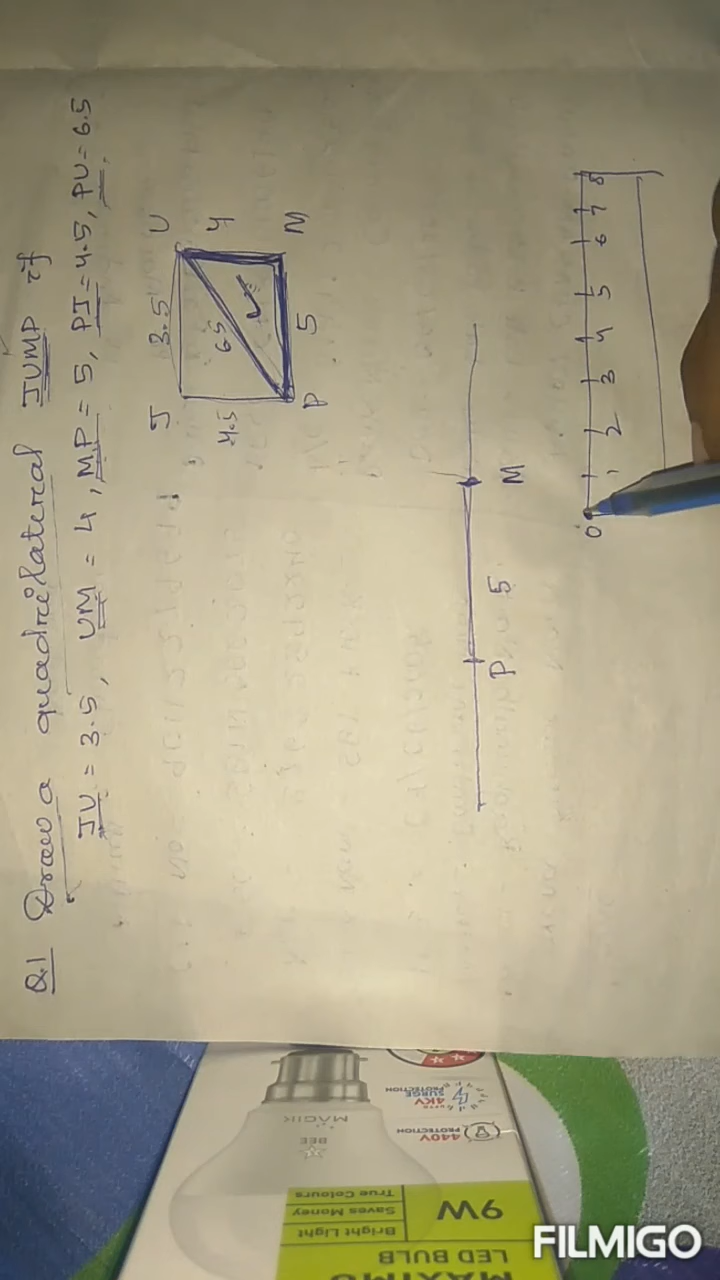 Q.1 Draw a quadrilateral JUMP if
JU = 3.5, UM = 4, MP = 5, PJ = 4.5, PU = 6.5
J 3.5 U
4.5 6.5 4
P 5 M
P 5 M
0 1 2 3 4 5 6 7 8
440V
PROTECTION
4KV
SURGE
PROTECTION
MAGIK
BEE
9W
True Colours
Saves Money
Bright Light
LED BULB
FILMIGO